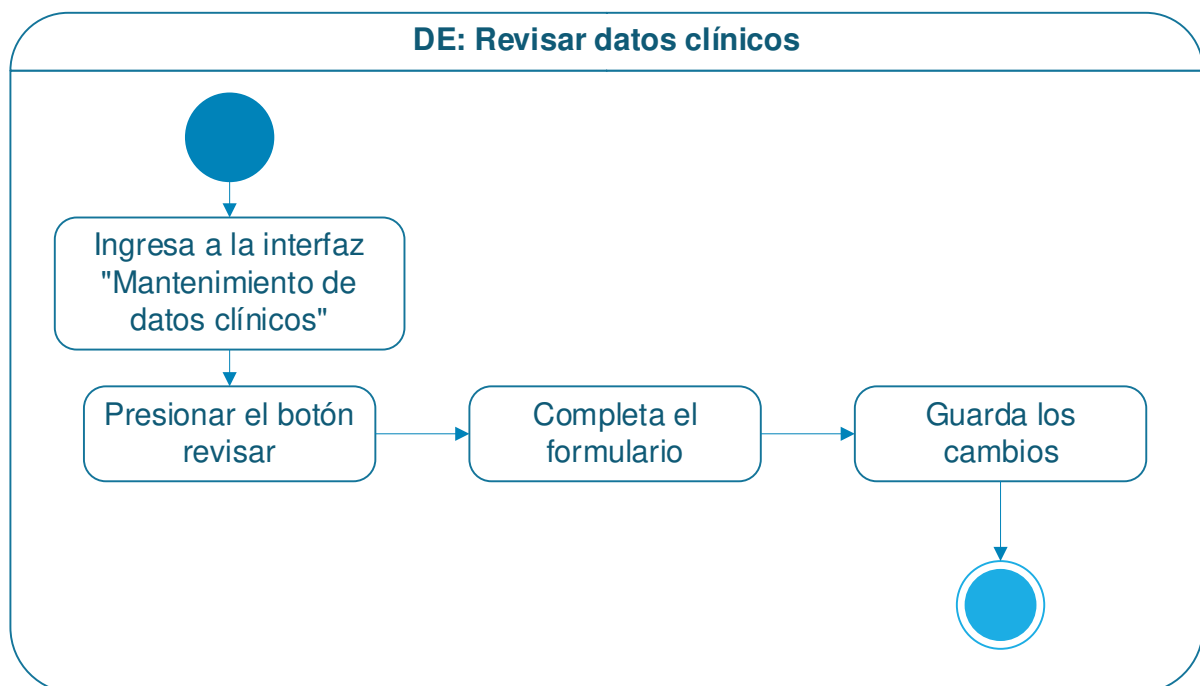 DE: Revisar datos clínicos
Ingresa a la interfaz
"Mantenimiento de
datos clínicos"
Presionar el botón
revisar
Completa el
formulario
Guarda los
cambios